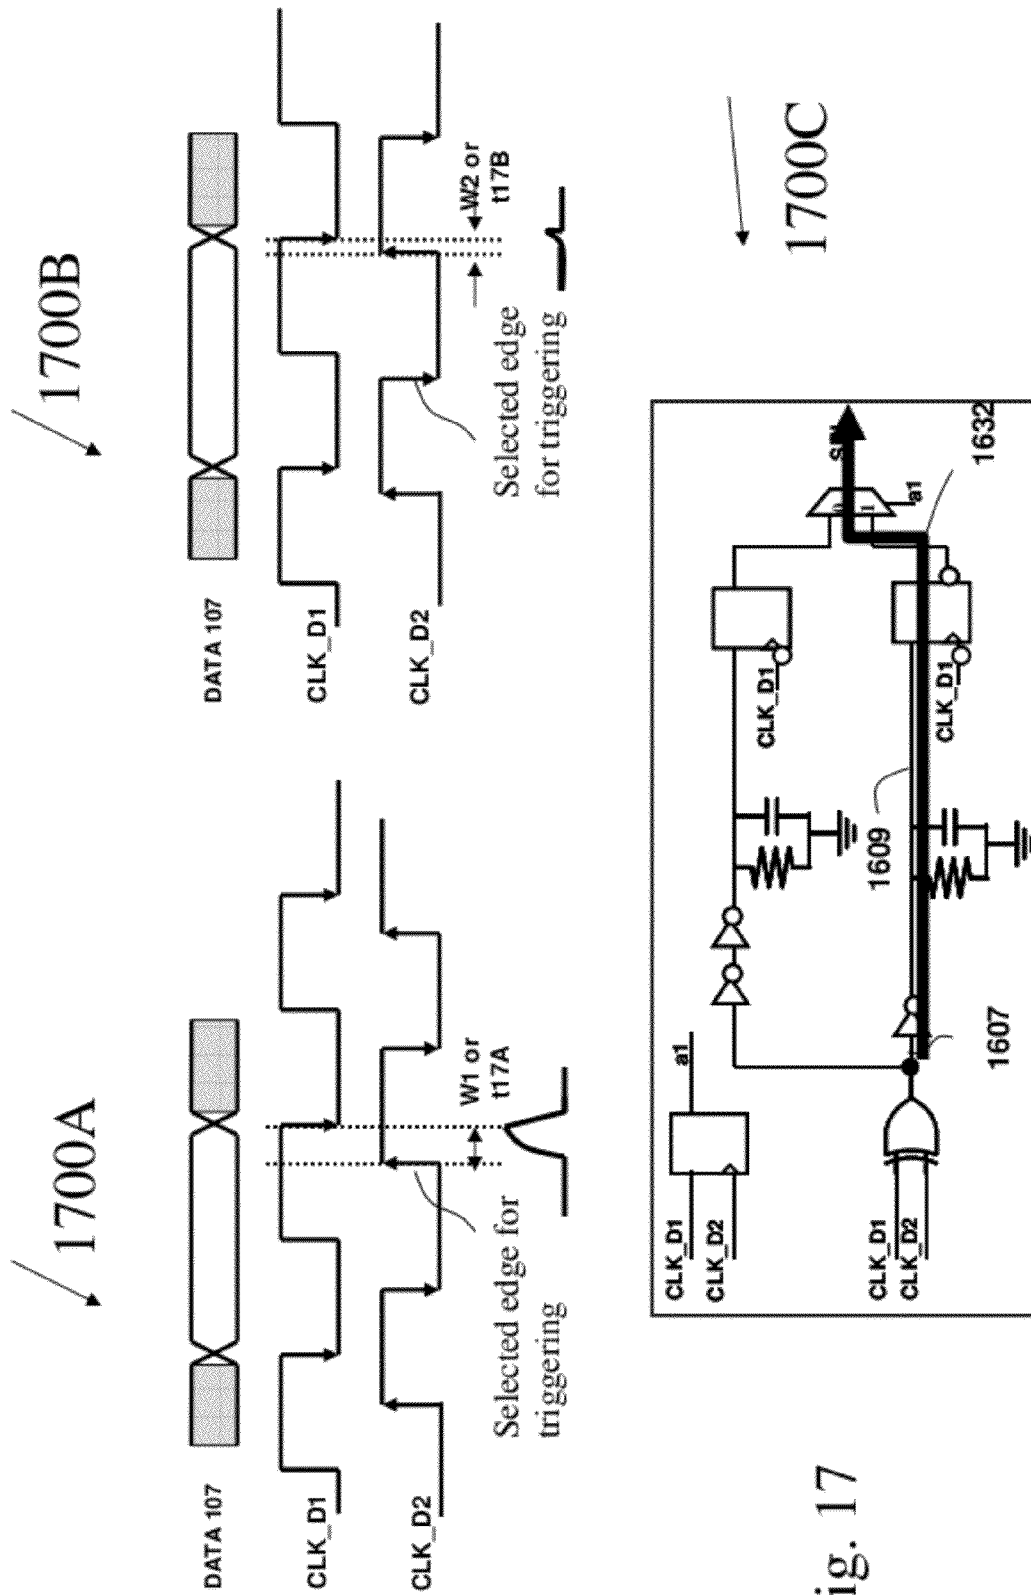 1700A
DATA 107
CLK_D1
CLK_D2
W1 or
t17A
Selected edge for
triggering
1700B
DATA 107
CLK_D1
CLK_D2
W2 or
t17B
Selected edge
for triggering
1700C
CLK_D1
CLK_D2
a1
CLK_D1
CLK_D2
1607
1609
CLK_D1
CLK_D1
a1
1632
ig. 17